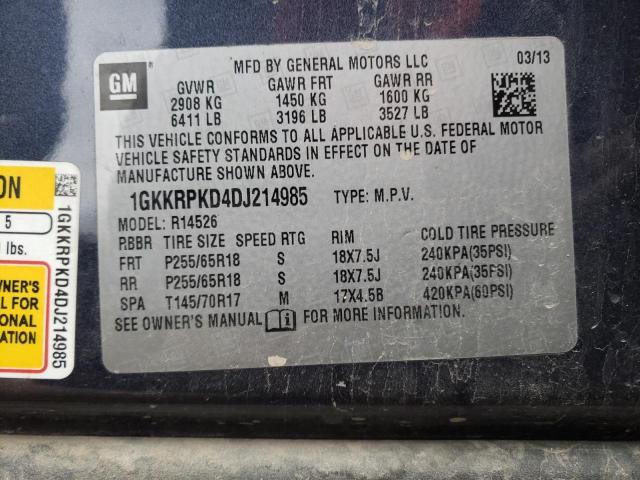 GM
MFD BY GENERAL MOTORS LLC 03/13
GVWR GAWR FRT GAWR RR
2908 KG 1450 KG 1600 KG
6411 LB 3196 LB 3527 LB
THIS VEHICLE CONFORMS TO ALL APPLICABLE U.S. FEDERAL MOTOR
VEHICLE SAFETY STANDARDS IN EFFECT ON THE DATE OF
MANUFACTURE SHOWN ABOVE.
1GKKRPKD4DJ214985 TYPE: M.P.V.
MODEL: R14526
TIRE SIZE SPEED RTG RIM COLD TIRE PRESSURE
FRT P255/65R18 S 18X7.5J 240KPA(35PSI)
RR P255/65R18 S 18X7.5J 240KPA(35PSI)
SPA T145/70R17 M 17X4.5B 420KPA(60PSI)
SEE OWNER'S MANUAL FOR MORE INFORMATION.
ON
5
lbs.
WNER'S
L FOR
ONAL
MATION
1GKKRPKD4DJ214985